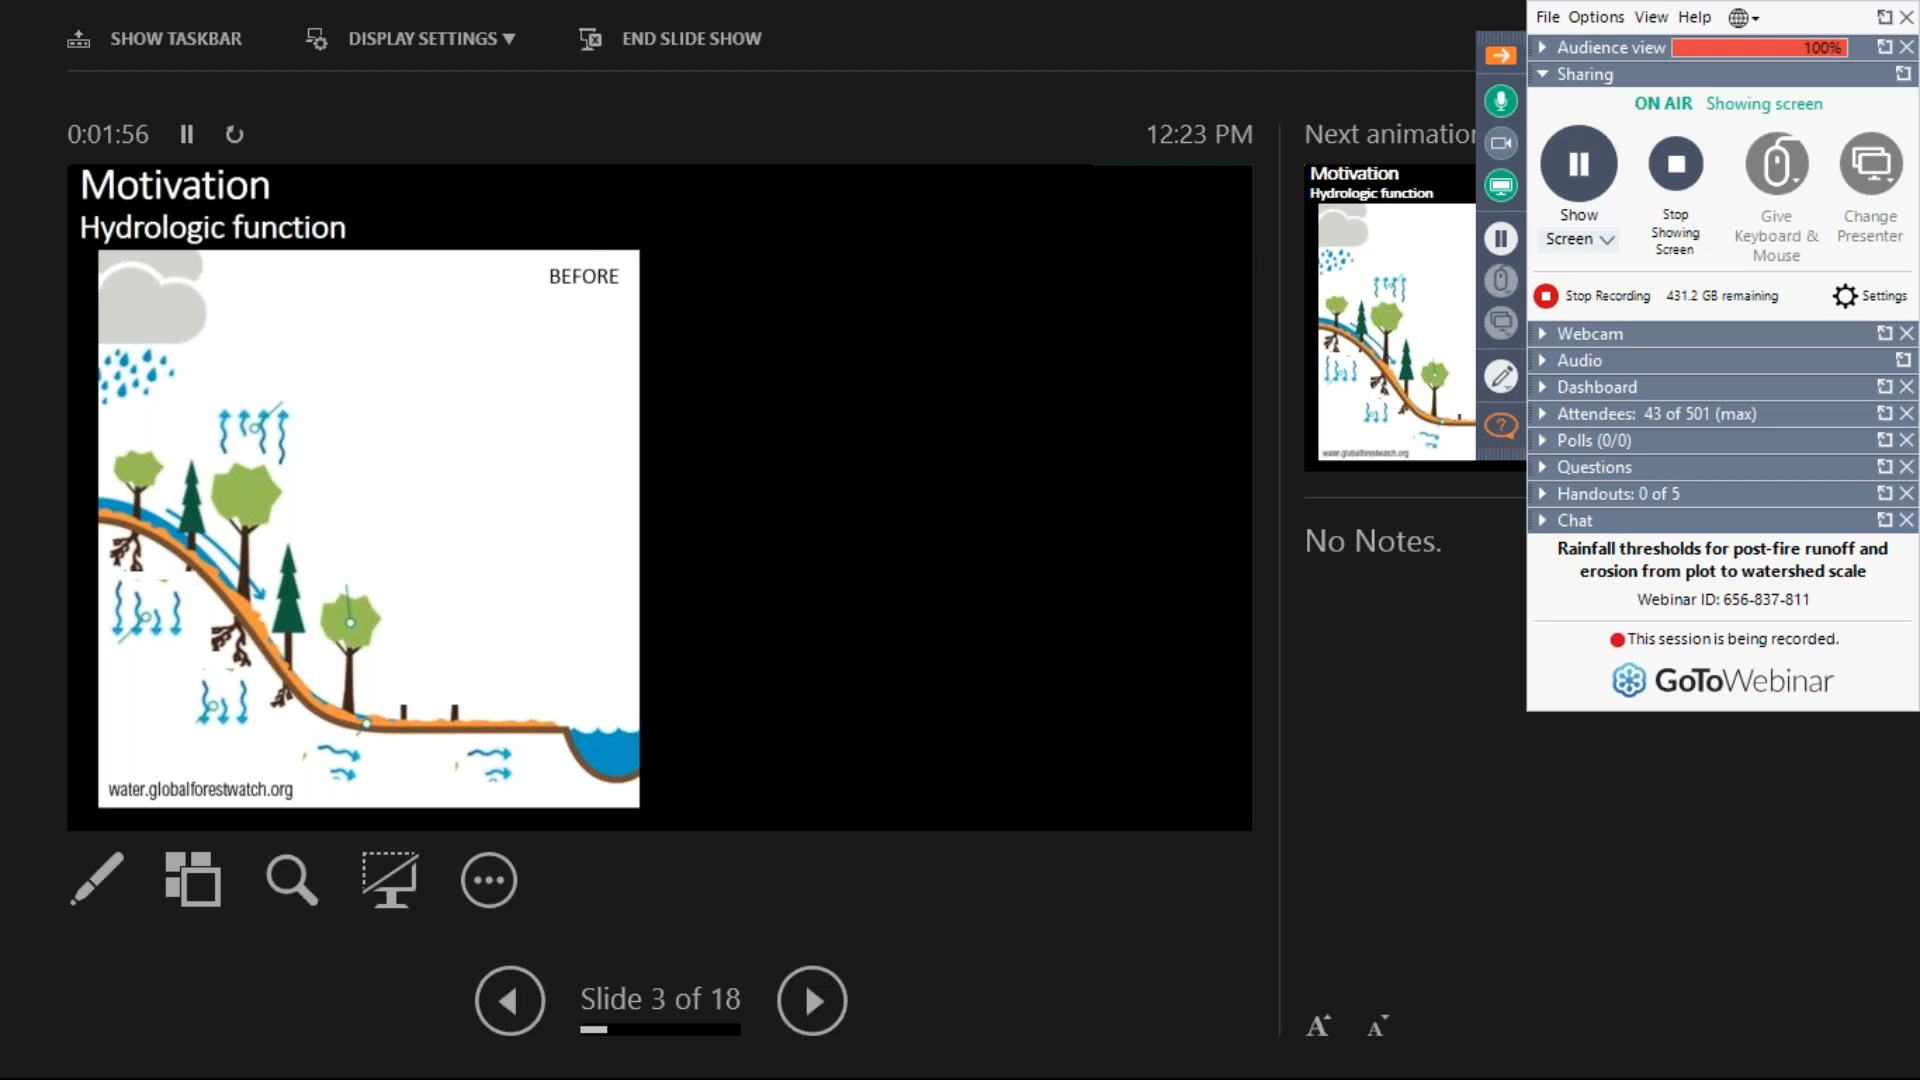 SHOW TASKBAR
DISPLAY SETTINGS ▼
END SLIDE SHOW
0:01:56
12:23 PM
Motivation
Hydrologic function
BEFORE
water.globalforestwatch.org
Slide 3 of 18
Next animation
Motivation
Hydrologic function
water.globalforestwatch.org
No Notes.
A
A
File Options View Help
Audience view 100%
Sharing
ON AIR Showing screen
Show
Screen
Stop
Showing
Screen
Give
Keyboard &
Mouse
Change
Presenter
Stop Recording 431.2 GB remaining Settings
Webcam
Audio
Dashboard
Attendees: 43 of 501 (max)
Polls (0/0)
Questions
Handouts: 0 of 5
Chat
Rainfall thresholds for post-fire runoff and
erosion from plot to watershed scale
Webinar ID: 656-837-811
This session is being recorded.
GoToWebinar